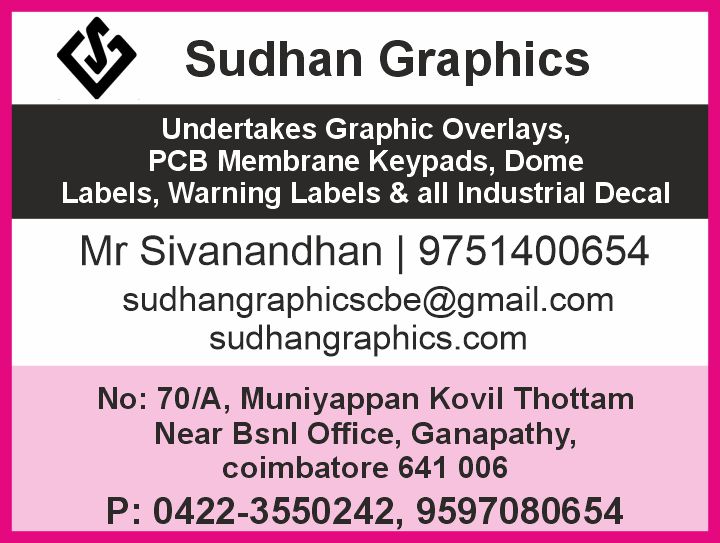 Sudhan Graphics
Undertakes Graphic Overlays,
PCB Membrane Keypads, Dome
Labels, Warning Labels & all Industrial Decal
Mr Sivanandhan | 9751400654
sudhangraphicscbe@gmail.com
sudhangraphics.com
No: 70/A, Muniyappan Kovil Thottam
Near Bsnl Office, Ganapathy,
coimbatore 641 006
P: 0422-3550242, 9597080654